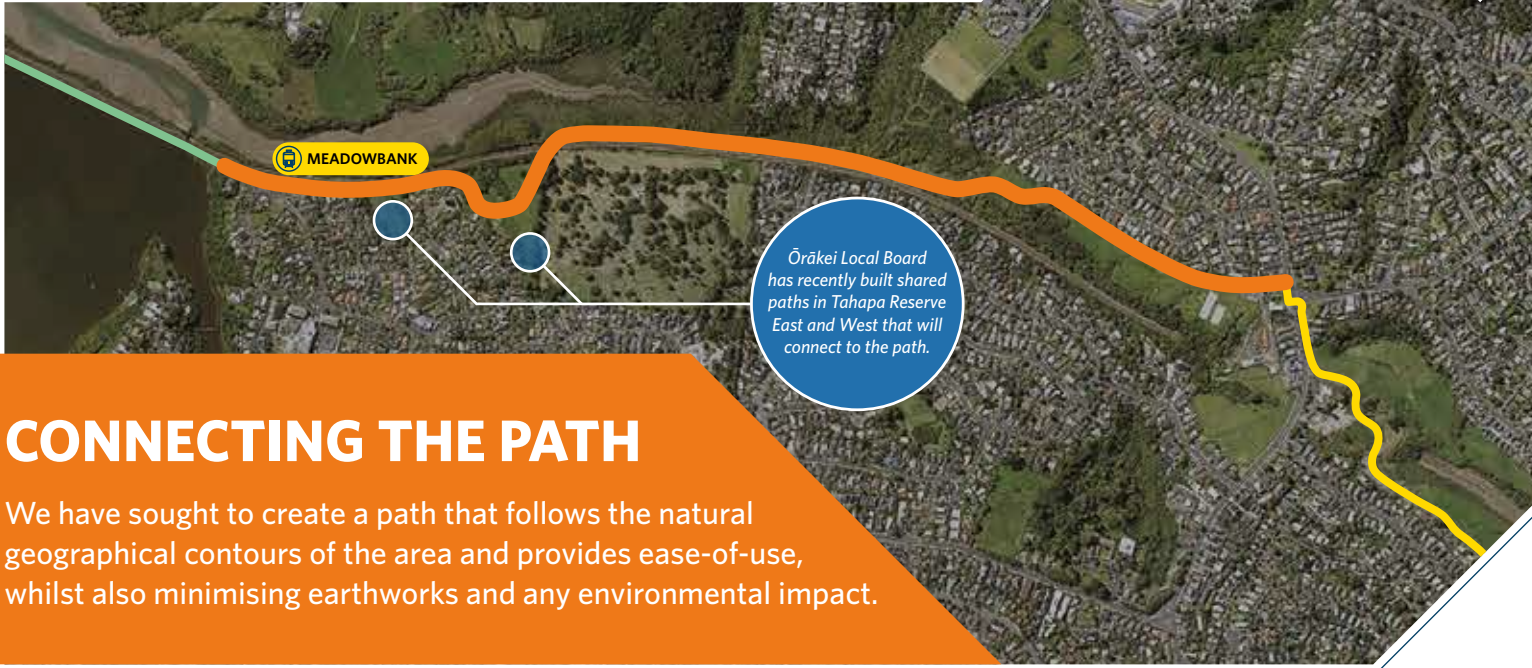 MEADOWBANK
Ōrākei Local Board
has recently built shared
paths in Tahapa Reserve
East and West that will
connect to the path.
CONNECTING THE PATH
We have sought to create a path that follows the natural
geographical contours of the area and provides ease-of-use,
whilst also minimising earthworks and any environmental impact.